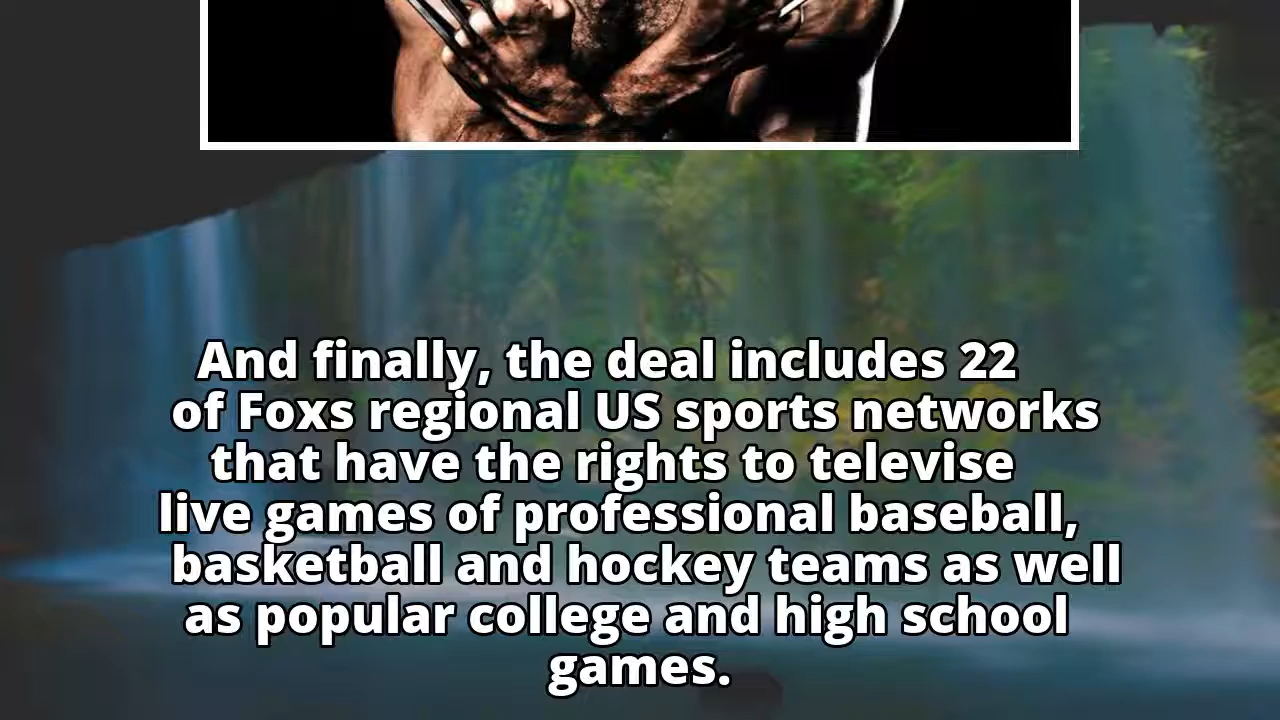 And finally, the deal includes 22
of Foxs regional US sports networks
that have the rights to televise
live games of professional baseball,
basketball and hockey teams as well
as popular college and high school
games.